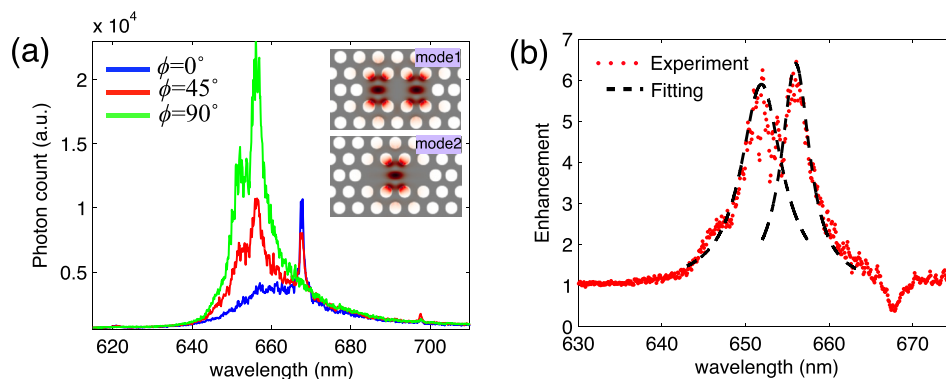 (a)
x 10⁴
2
1.5
1
0.5
Photon count (a.u.)
ϕ=0°
ϕ=45°
ϕ=90°
mode1
mode2
620 640 660 680 700
wavelength (nm)
(b)
7
6
5
4
3
2
1
0
Enhancement
Experiment
Fitting
630 640 650 660 670
wavelength (nm)